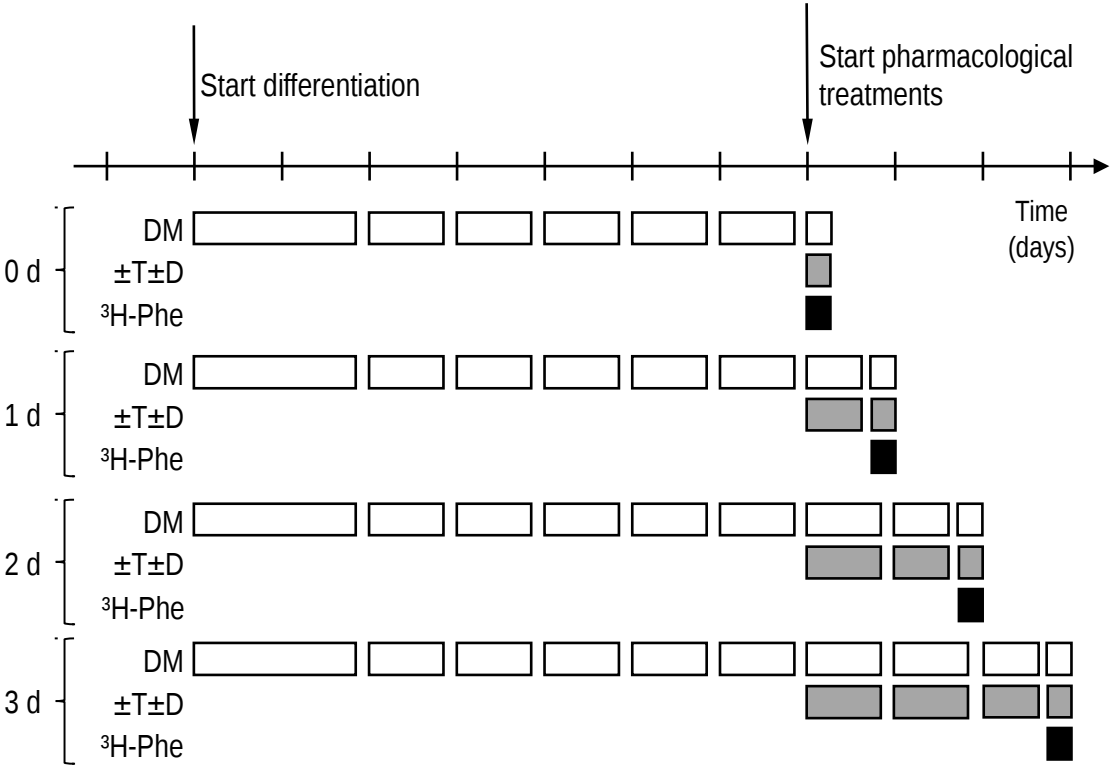 Start differentiation
Start pharmacological
treatments
Time
(days)
0 d
DM
±T±D
³H-Phe
1 d
DM
±T±D
³H-Phe
2 d
DM
±T±D
³H-Phe
3 d
DM
±T±D
³H-Phe